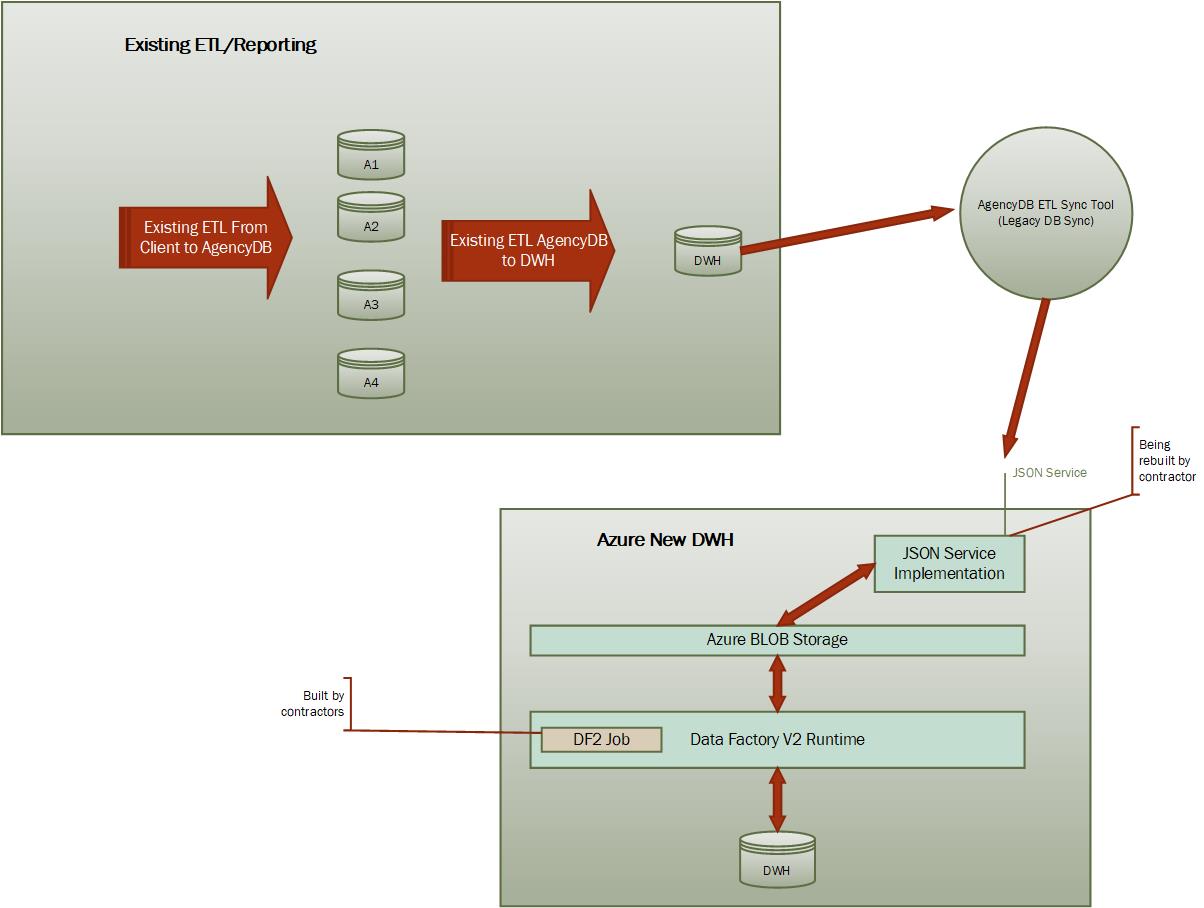 Existing ETL/Reporting
A1
A2
A3
A4
Existing ETL From
Client to AgencyDB
Existing ETL AgencyDB
to DWH
DWH
AgencyDB ETL Sync Tool
(Legacy DB Sync)
Being
rebuilt by
contractor
JSON Service
Azure New DWH
JSON Service
Implementation
Azure BLOB Storage
Built by
contractors
DF2 Job
Data Factory V2 Runtime
DWH